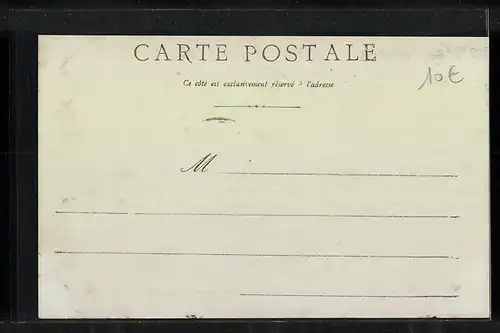 CARTE POSTALE
10€
Ce côté est exclusivement réservé à l'adresse
M